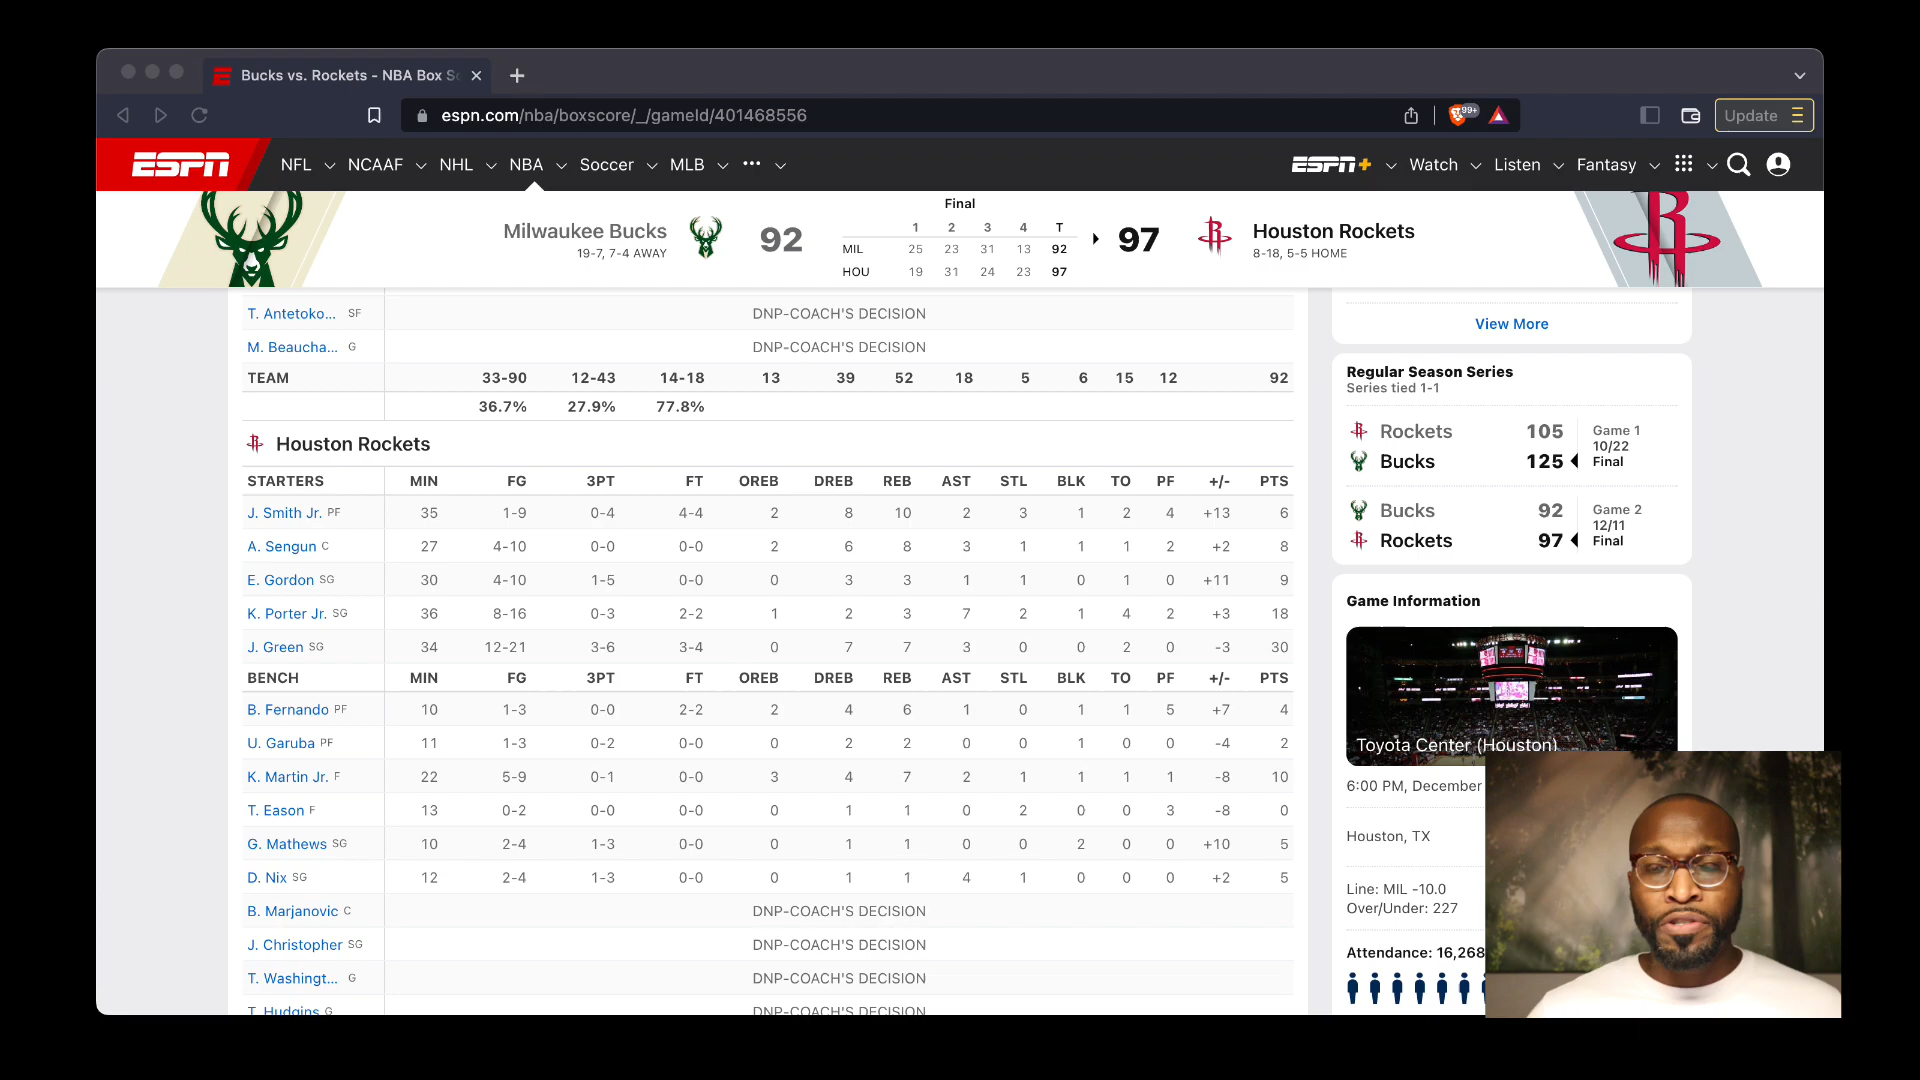 Bucks vs. Rockets - NBA Box Sc
espn.com/nba/boxscore/_/gameId/401468556
99+
Update
ESPN NFL NCAAF NHL NBA Soccer MLB ••• ESPN+ Watch Listen Fantasy
Final
Milwaukee Bucks 92
19-7, 7-4 AWAY
1 2 3 4 T
MIL 25 23 31 13 92
HOU 19 31 24 23 97
97 Houston Rockets
8-18, 5-5 HOME
T. Antetoko... SF DNP-COACH'S DECISION
M. Beaucha... G DNP-COACH'S DECISION
TEAM 33-90 12-43 14-18 13 39 52 18 5 6 15 12 92
36.7% 27.9% 77.8%
Houston Rockets
STARTERS MIN FG 3PT FT OREB DREB REB AST STL BLK TO PF +/- PTS
J. Smith Jr. PF 35 1-9 0-4 4-4 2 8 10 2 3 1 2 4 +13 6
A. Sengun C 27 4-10 0-0 0-0 2 6 8 3 1 1 1 2 +2 8
E. Gordon SG 30 4-10 1-5 0-0 0 3 3 1 1 0 1 0 +11 9
K. Porter Jr. SG 36 8-16 0-3 2-2 1 2 3 7 2 1 4 2 +3 18
J. Green SG 34 12-21 3-6 3-4 0 7 7 3 0 0 2 0 -3 30
BENCH MIN FG 3PT FT OREB DREB REB AST STL BLK TO PF +/- PTS
B. Fernando PF 10 1-3 0-0 2-2 2 4 6 1 0 1 1 5 +7 4
U. Garuba PF 11 1-3 0-2 0-0 0 2 2 0 0 1 0 0 -4 2
K. Martin Jr. F 22 5-9 0-1 0-0 3 4 7 2 1 1 1 1 -8 10
T. Eason F 13 0-2 0-0 0-0 0 1 1 0 2 0 0 3 -8 0
G. Mathews SG 10 2-4 1-3 0-0 0 1 1 0 0 2 0 0 +10 5
D. Nix SG 12 2-4 1-3 0-0 0 1 1 4 1 0 0 0 +2 5
B. Marjanovic C DNP-COACH'S DECISION
J. Christopher SG DNP-COACH'S DECISION
T. Washingt... G DNP-COACH'S DECISION
T. Hudgins G DNP-COACH'S DECISION
View More
Regular Season Series
Series tied 1-1
Rockets 105 Game 1
10/22
Bucks 125 Final
Bucks 92 Game 2
12/11
Rockets 97 Final
Game Information
Toyota Center (Houston)
6:00 PM, December
Houston, TX
Line: MIL -10.0
Over/Under: 227
Attendance: 16,268